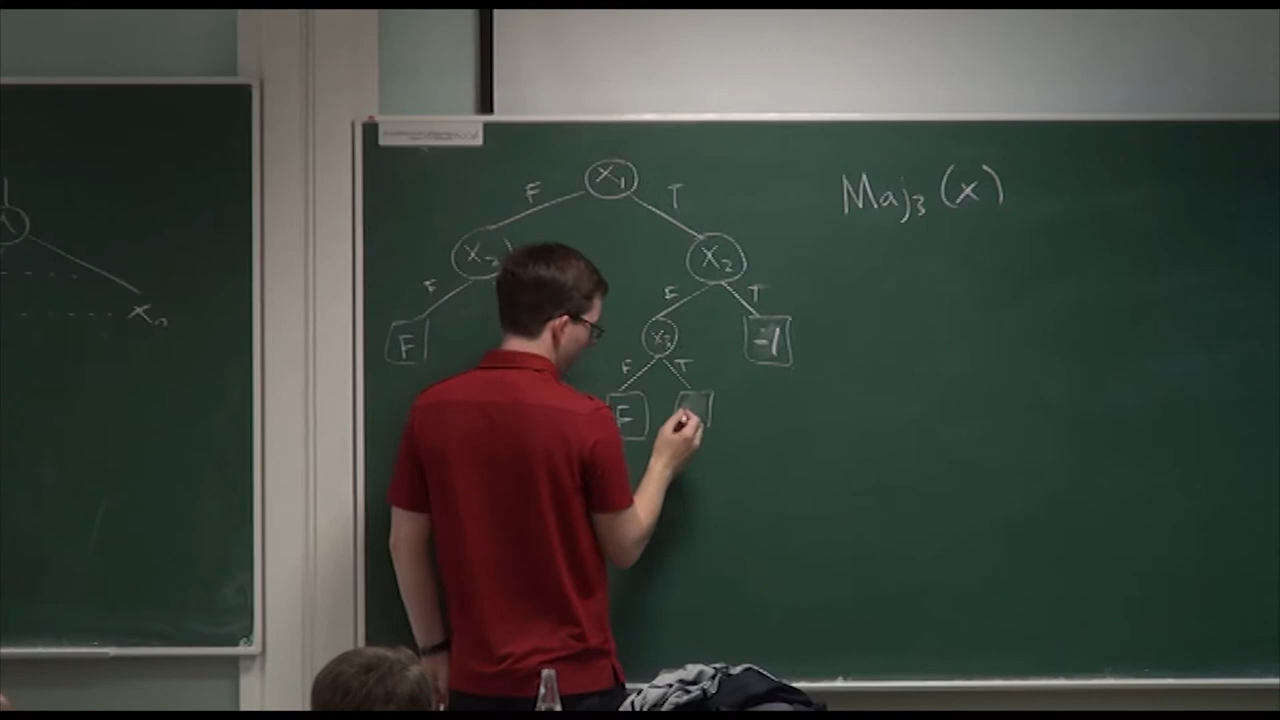 x₁
F T
Maj₃(x)
x₂ x₂
F F T
F x₃ -1
F T
F
xₙ